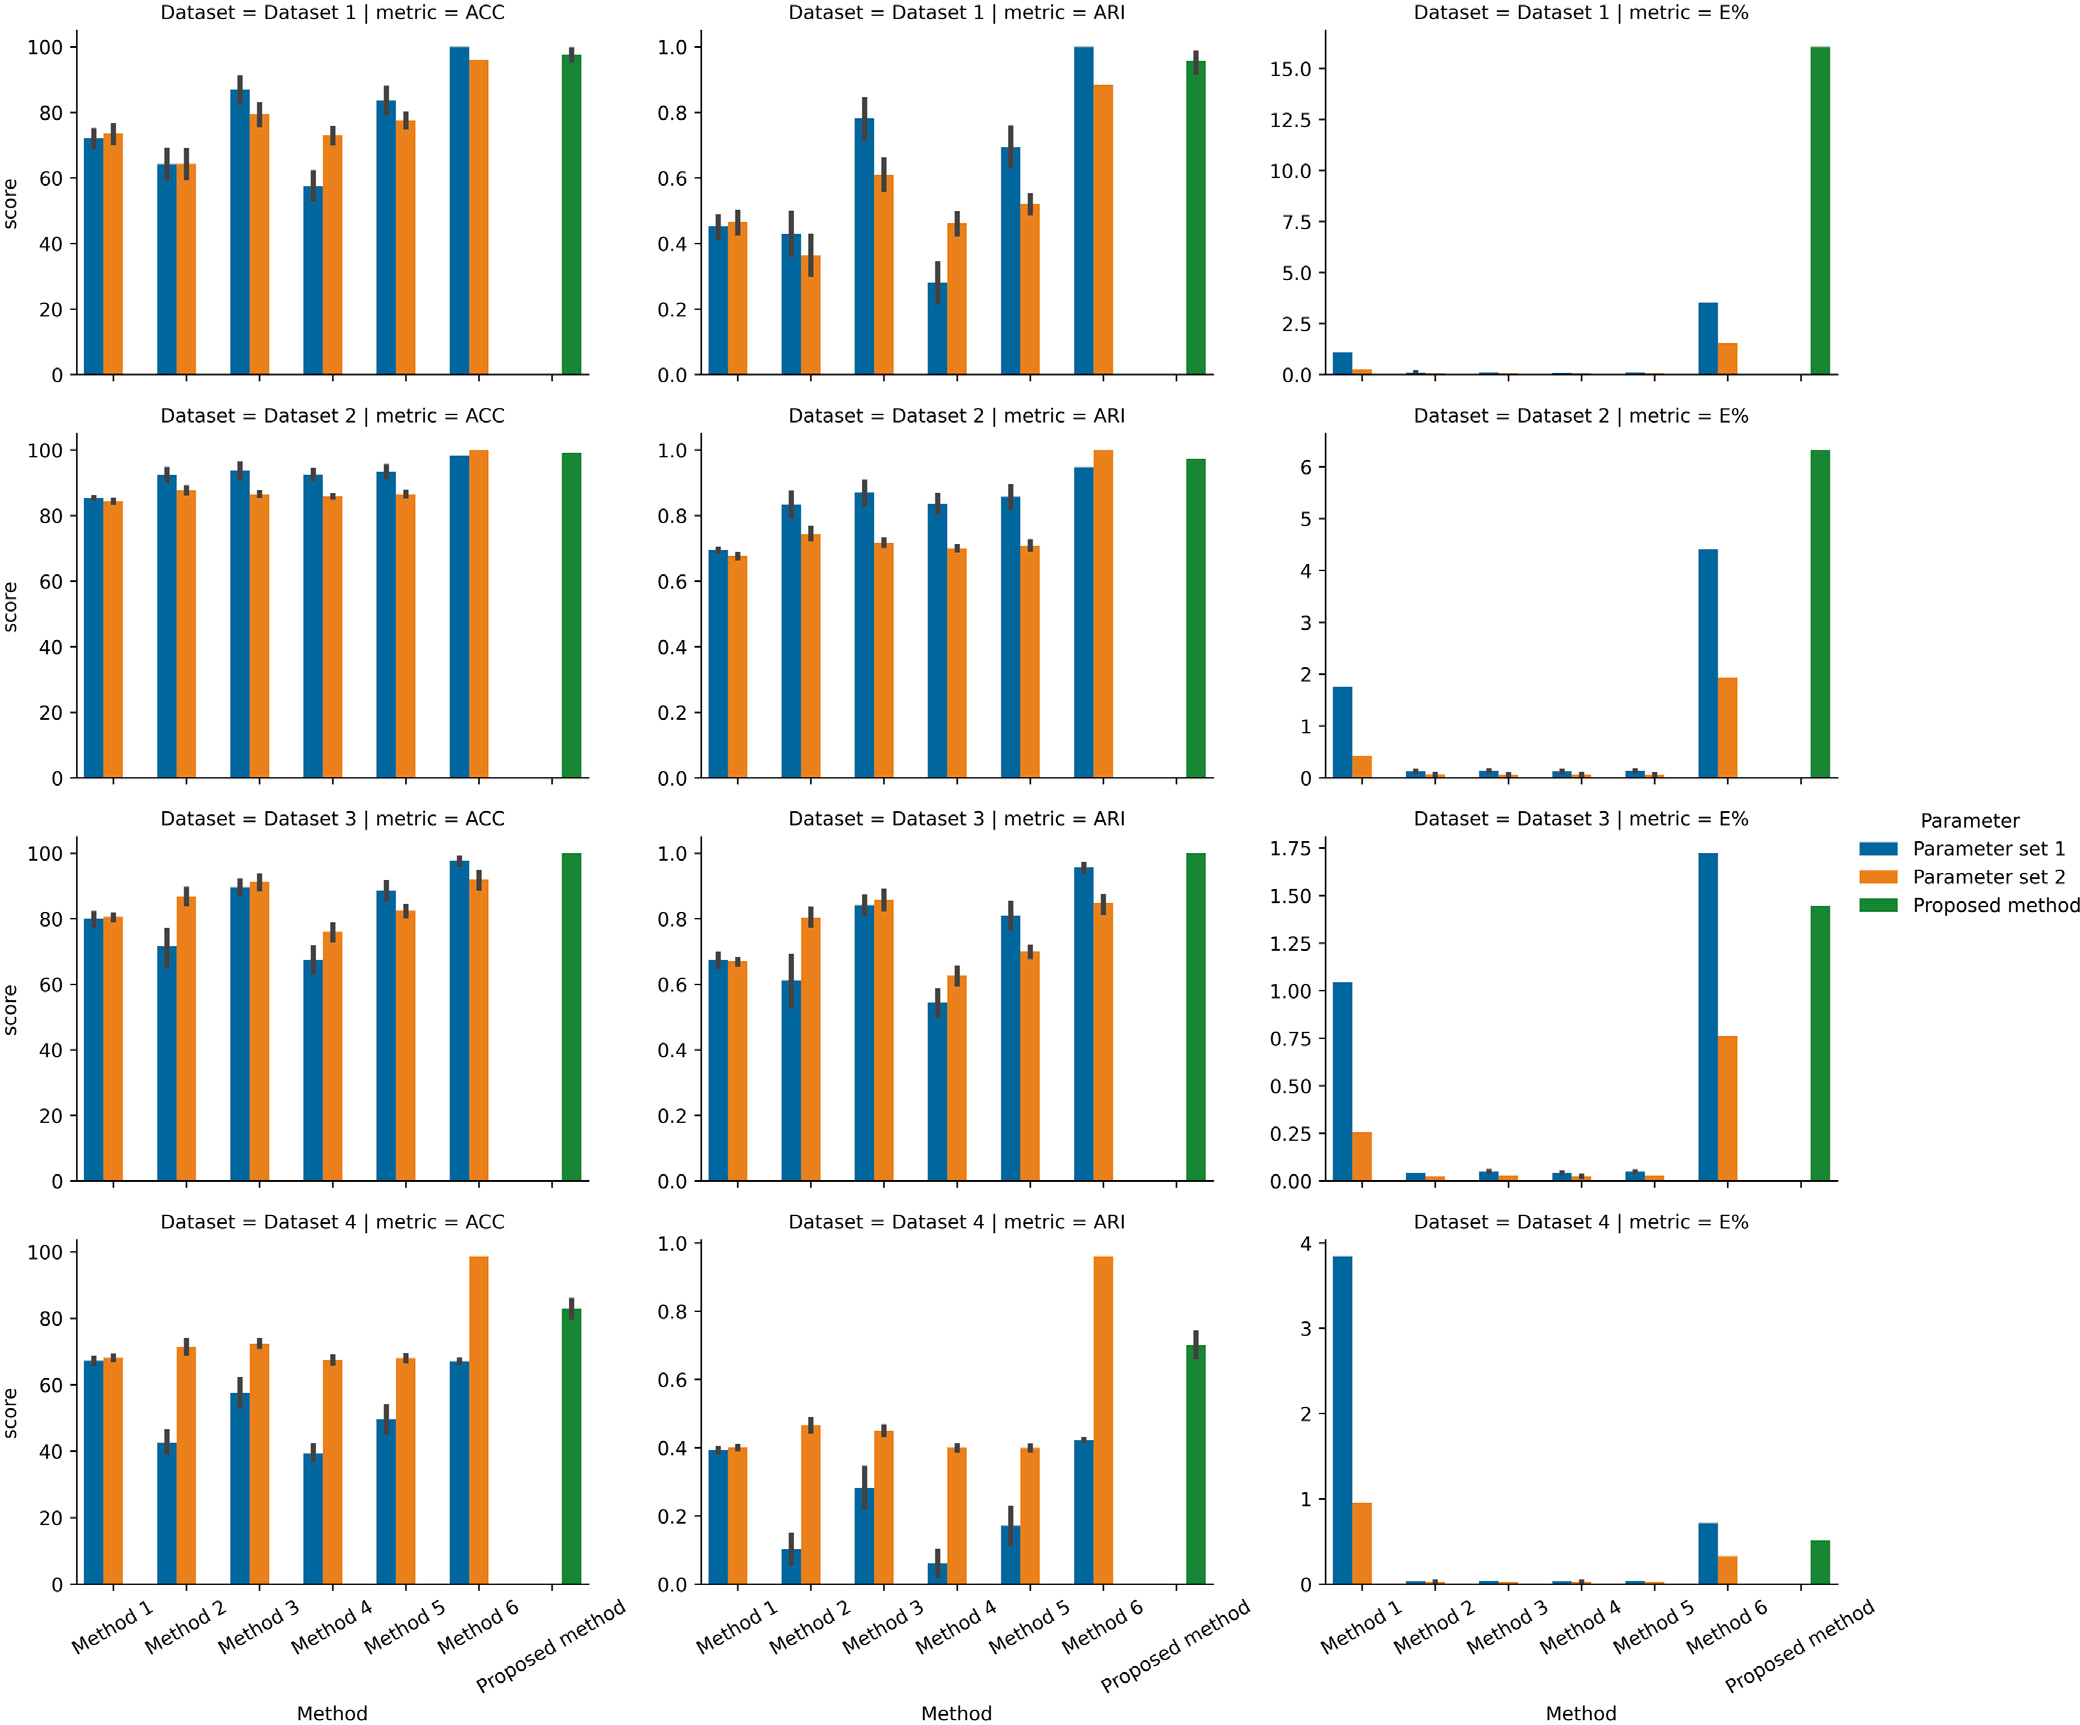 Dataset = Dataset 1 | metric = ACC
100
80
60
40
20
0
score
Dataset = Dataset 1 | metric = ARI
1.0
0.8
0.6
0.4
0.2
0.0
Dataset = Dataset 1 | metric = E%
15.0
12.5
10.0
7.5
5.0
2.5
0.0
Dataset = Dataset 2 | metric = ACC
100
80
60
40
20
0
score
Dataset = Dataset 2 | metric = ARI
1.0
0.8
0.6
0.4
0.2
0.0
Dataset = Dataset 2 | metric = E%
6
5
4
3
2
1
0
Dataset = Dataset 3 | metric = ACC
100
80
60
40
20
0
score
Dataset = Dataset 3 | metric = ARI
1.0
0.8
0.6
0.4
0.2
0.0
Dataset = Dataset 3 | metric = E%
1.75
1.50
1.25
1.00
0.75
0.50
0.25
0.00
Parameter
Parameter set 1
Parameter set 2
Proposed method
Dataset = Dataset 4 | metric = ACC
100
80
60
40
20
0
score
Method 1
Method 2
Method 3
Method 4
Method 5
Method 6
Proposed method
Method
Dataset = Dataset 4 | metric = ARI
1.0
0.8
0.6
0.4
0.2
0.0
Method 1
Method 2
Method 3
Method 4
Method 5
Method 6
Proposed method
Method
Dataset = Dataset 4 | metric = E%
4
3
2
1
0
Method 1
Method 2
Method 3
Method 4
Method 5
Method 6
Proposed method
Method